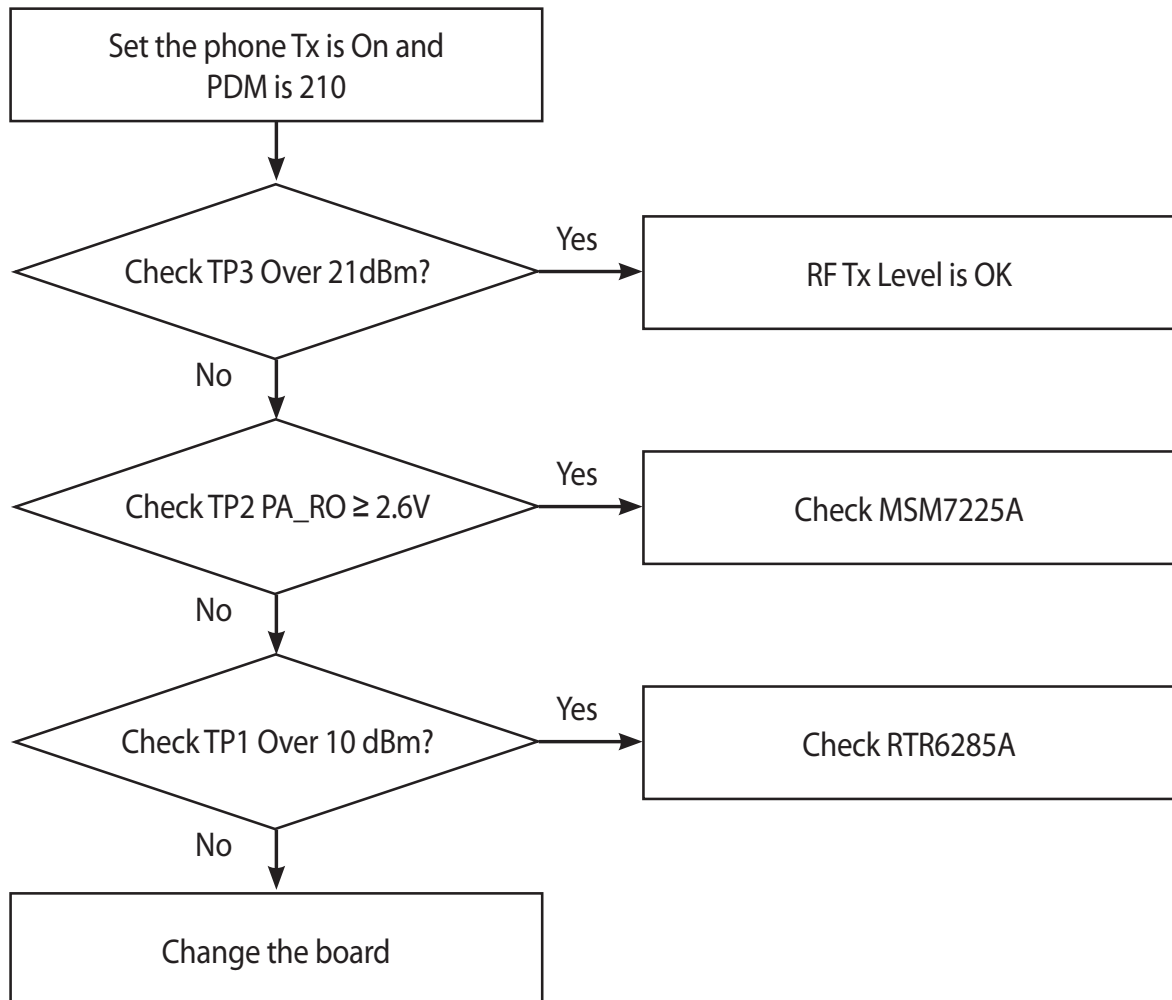 Set the phone Tx is On and
PDM is 210
Check TP3 Over 21dBm?
Yes
RF Tx Level is OK
No
Check TP2 PA_RO ≥ 2.6V
Yes
Check MSM7225A
No
Check TP1 Over 10 dBm?
Yes
Check RTR6285A
No
Change the board